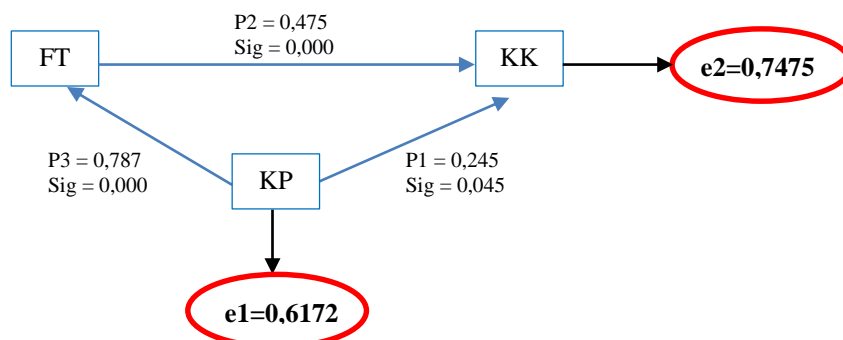 P2 = 0,475
Sig = 0,000
FT
KK
e2=0,7475
P3 = 0,787
Sig = 0,000
KP
P1 = 0,245
Sig = 0,045
e1=0,6172